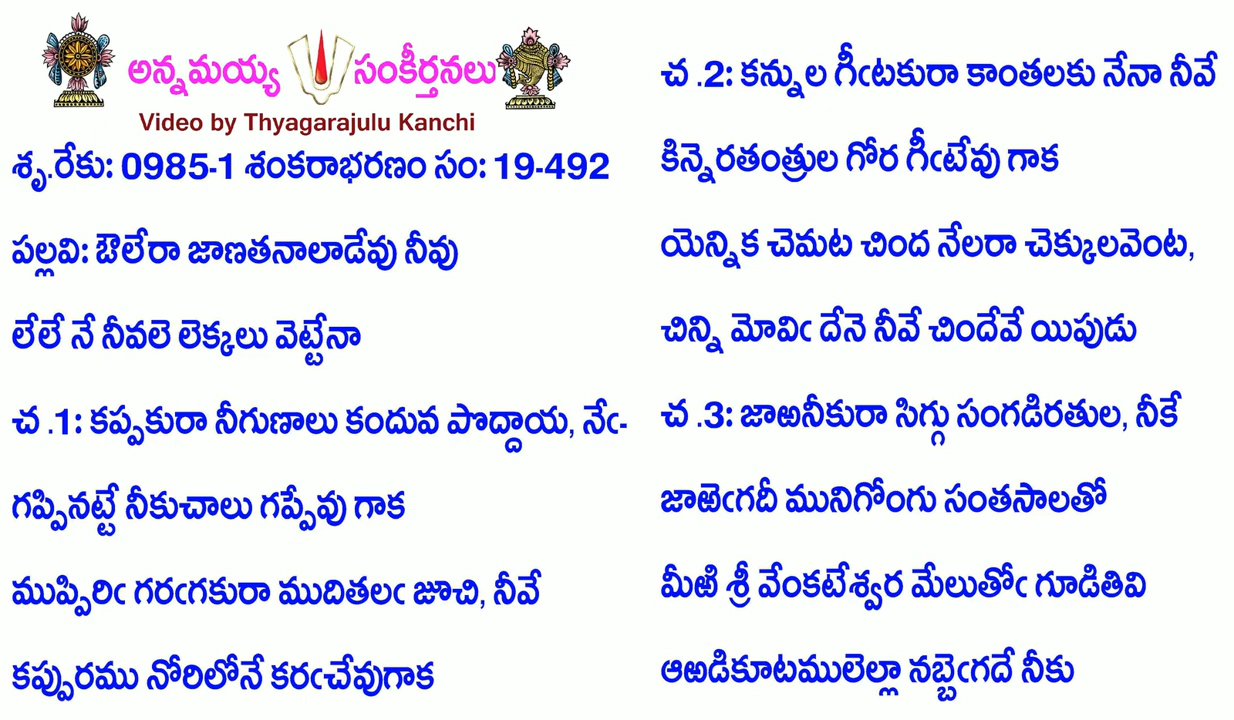 అన్నమయ్య సంకీర్తనలు
Video by Thyagarajulu Kanchi
శృ.రేకు: 0985-1 శంకరాభరణం సం: 19-492
పల్లవి: ఔలేరా జాణతనాలాడేవు నీవు
లేలే నే నీవలె లెక్కలు వెట్టేనా
చ .1: కప్పకురా నీగుణాలు కందువ పొద్దాయ, నేఁ-
గప్పినట్టే నీకుచాలు గప్పేవు గాక
ముప్పిరిఁ గరఁగకురా ముదితలఁ జూచి, నీవే
కప్పురము నోరిలోనే కరఁచేవుగాక
చ .2: కన్నుల గీఁటకురా కాంతలకు నేనా నీవే
కిన్నెరతంత్రుల గోర గీఁటేవు గాక
యెన్నిక చెమట చింద నేలరా చెక్కులవెంట,
చిన్ని మోవిఁ దేనె నీవే చిందేవే యిపుడు
చ .3: జాఱనీకురా సిగ్గు సంగడిరతుల, నీకే
జాఱెఁగదీ మునిగోంగు సంతసాలతో
మీఱి శ్రీ వేంకటేశ్వర మేలుతోఁ గూడితివి
ఆఱడికూటములెల్లా నబ్బెఁగదే నీకు